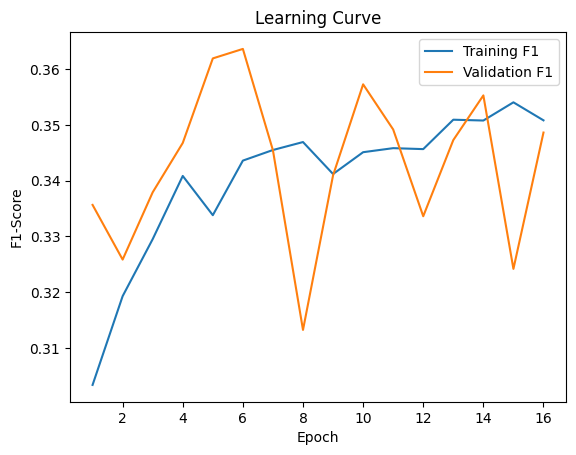 Learning Curve
Training F1
Validation F1
0.36
0.35
0.34
0.33
0.32
0.31
F1-Score
2 4 6 8 10 12 14 16
Epoch